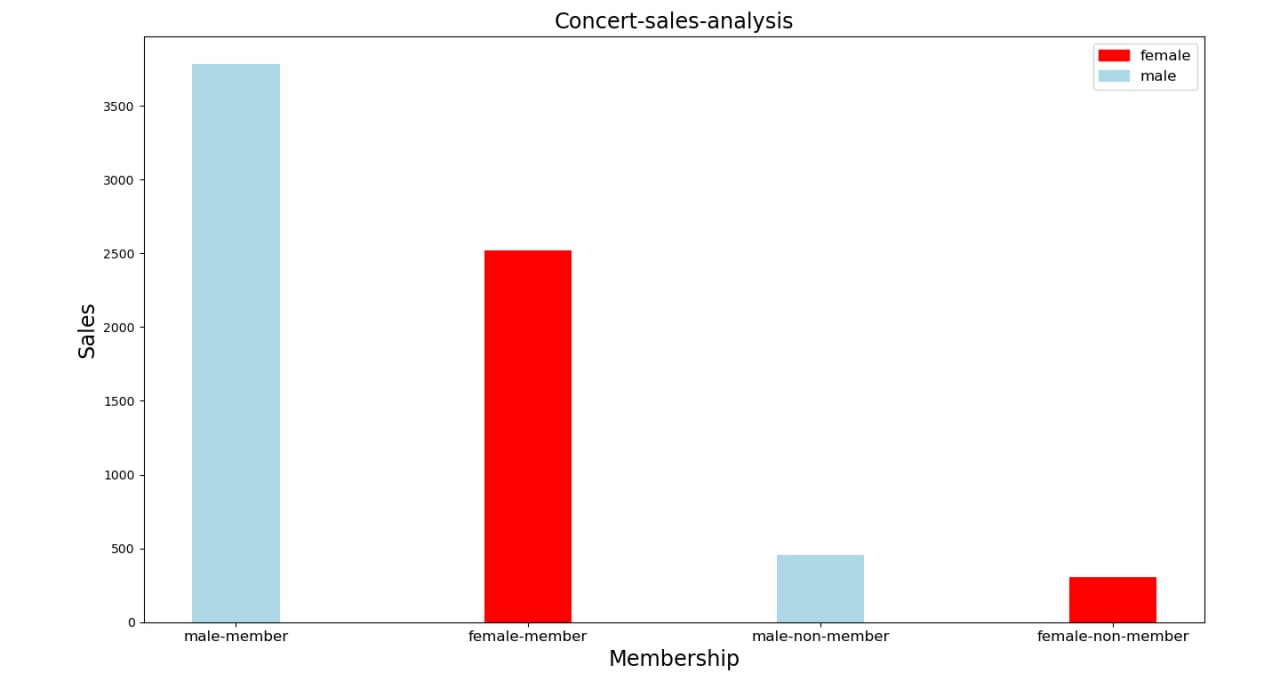 Concert-sales-analysis
female
male
3500
3000
2500
2000
1500
1000
500
0
Sales
male-member
female-member
male-non-member
female-non-member
Membership